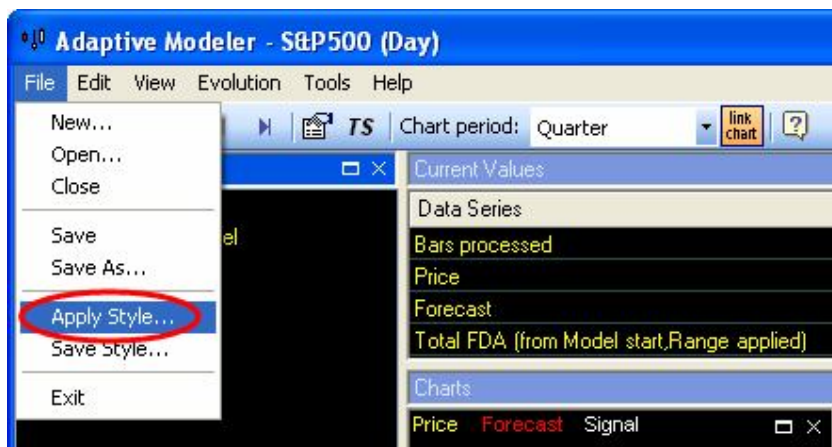 Adaptive Modeler - S&P500 (Day)
File Edit View Evolution Tools Help
TS Chart period: Quarter link chart
New...
Open...
Close
Save
Save As...
Apply Style...
Save Style...
Exit
el
Current Values
Data Series
Bars processed
Price
Forecast
Total FDA (from Model start,Range applied)
Charts
Price Forecast Signal